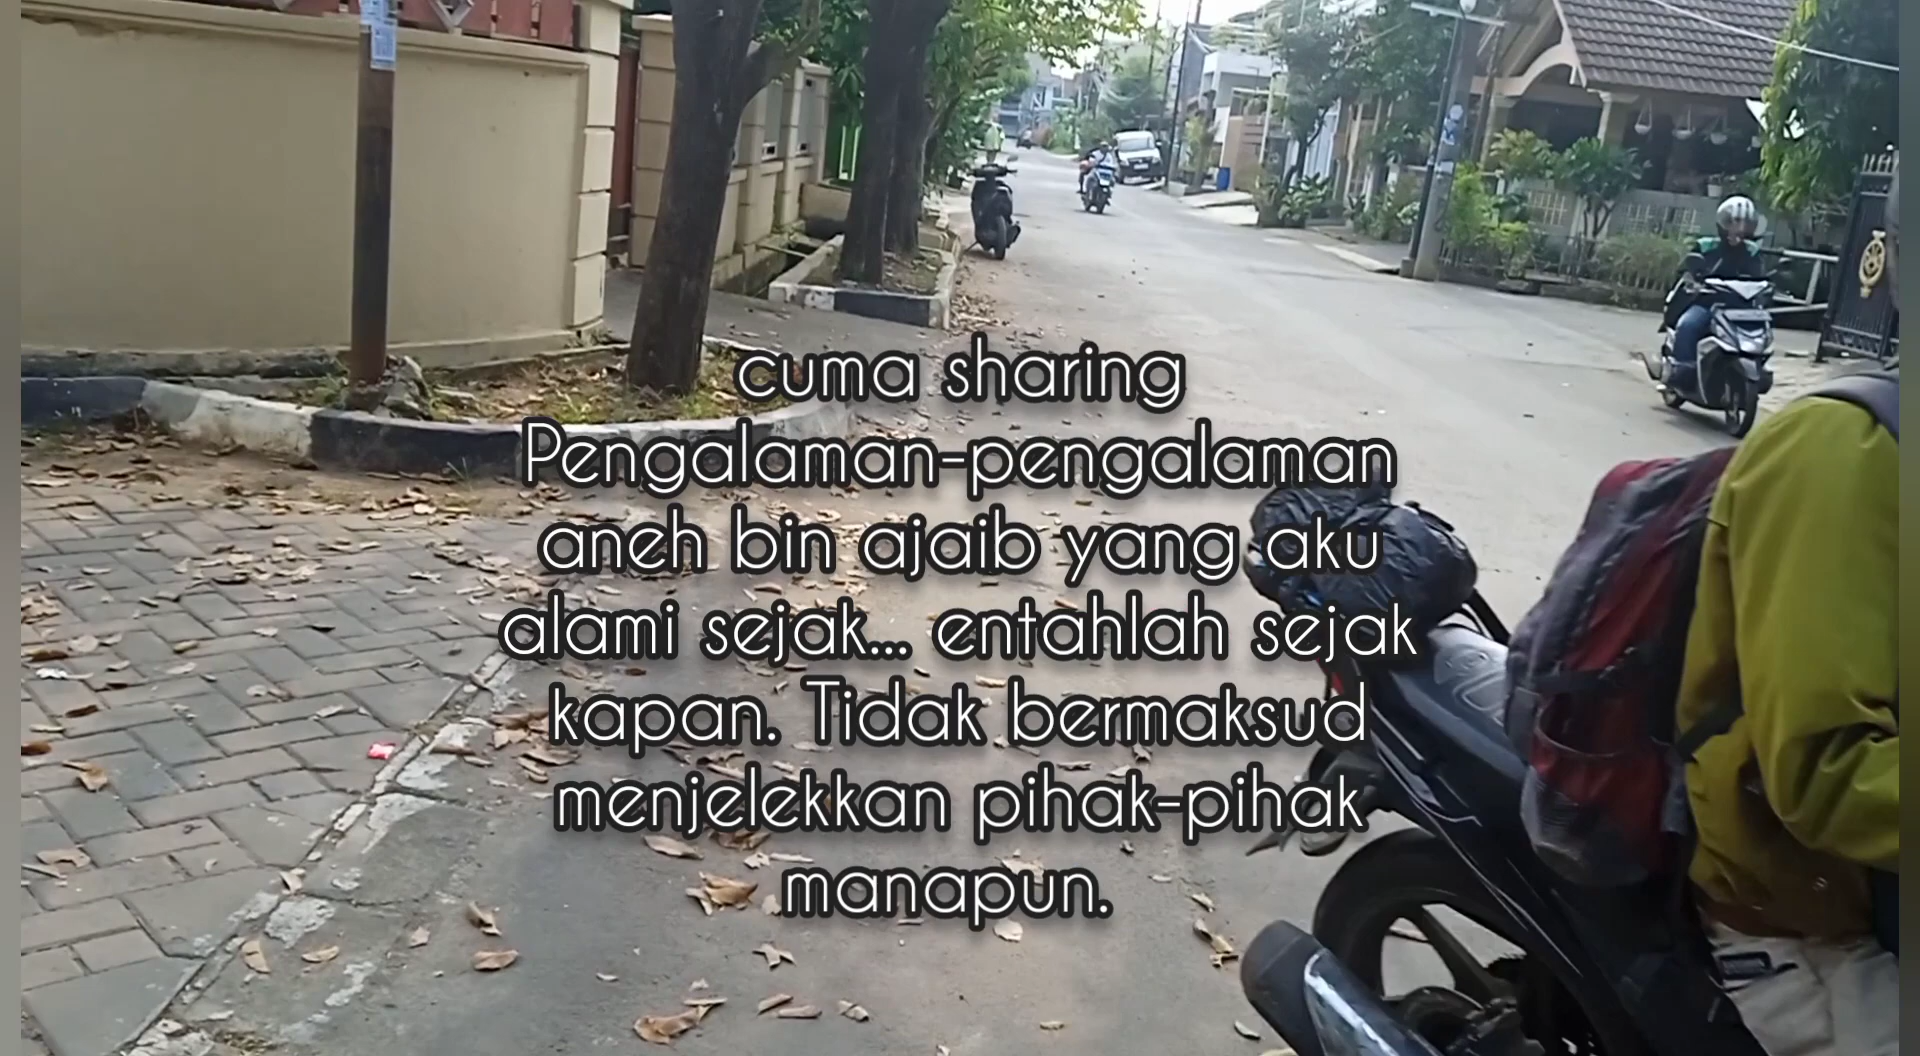 cuma sharing
Pengalaman-pengalaman
aneh bin ajaib yang aku
alami sejak... entahlah sejak
kapan. Tidak bermaksud
menjelekkan pihak-pihak
manapun.